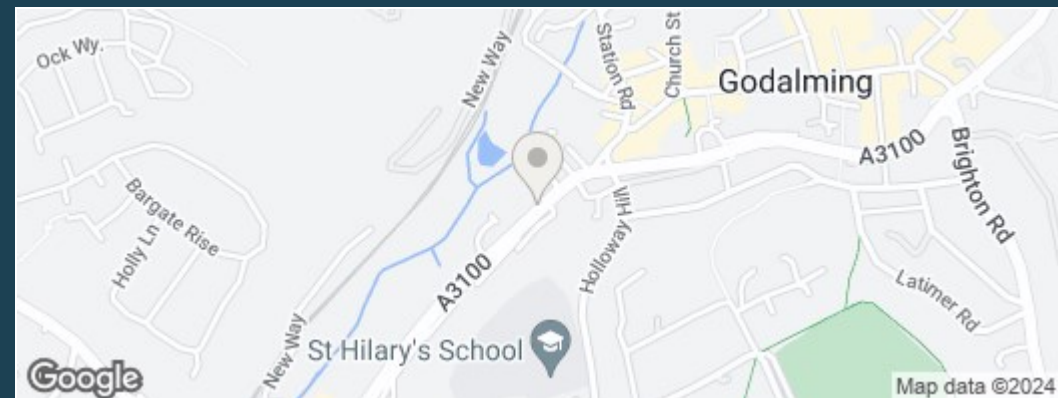 Ock Wy.
New Way
Station Rd
Church St
Godalming
A3100
Brighton Rd
Bargate Rise
Holly Ln
Holloway Hill
A3100
Latimer Rd
New Way
St Hilary's School
Google
Map data ©2024